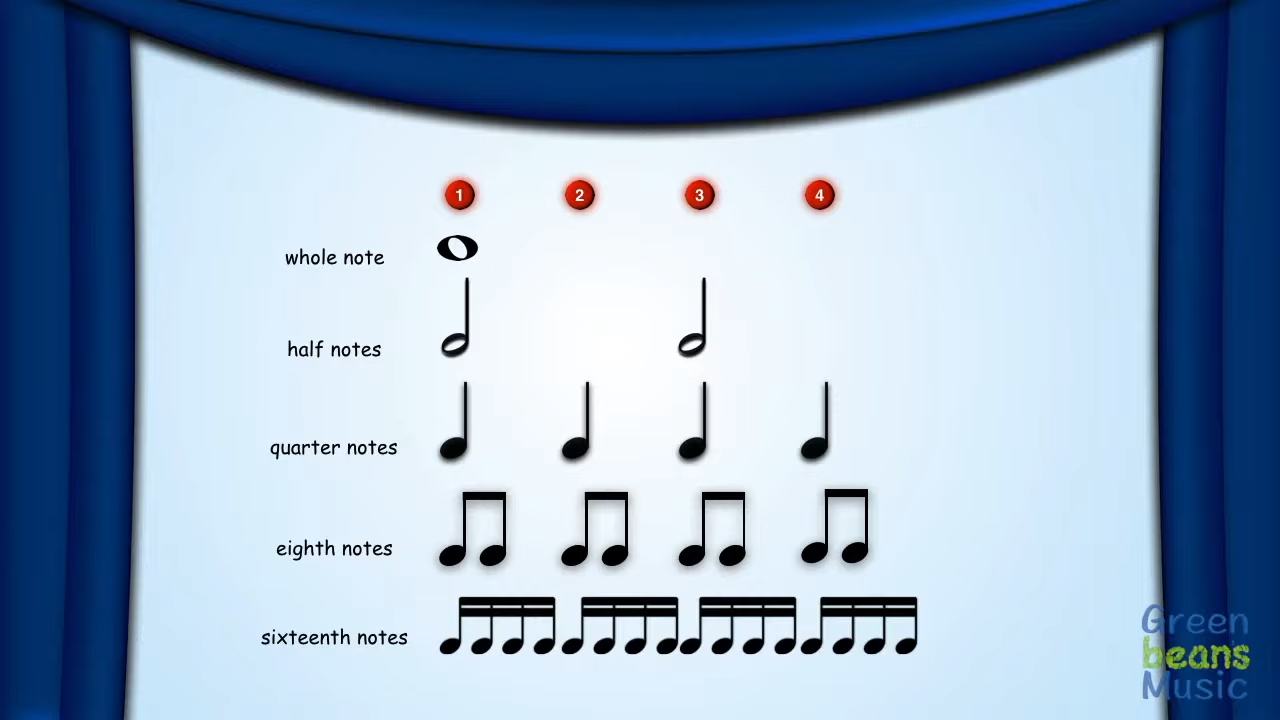 1 2 3 4
whole note
half notes
quarter notes
eighth notes
sixteenth notes
Green
beans
Music